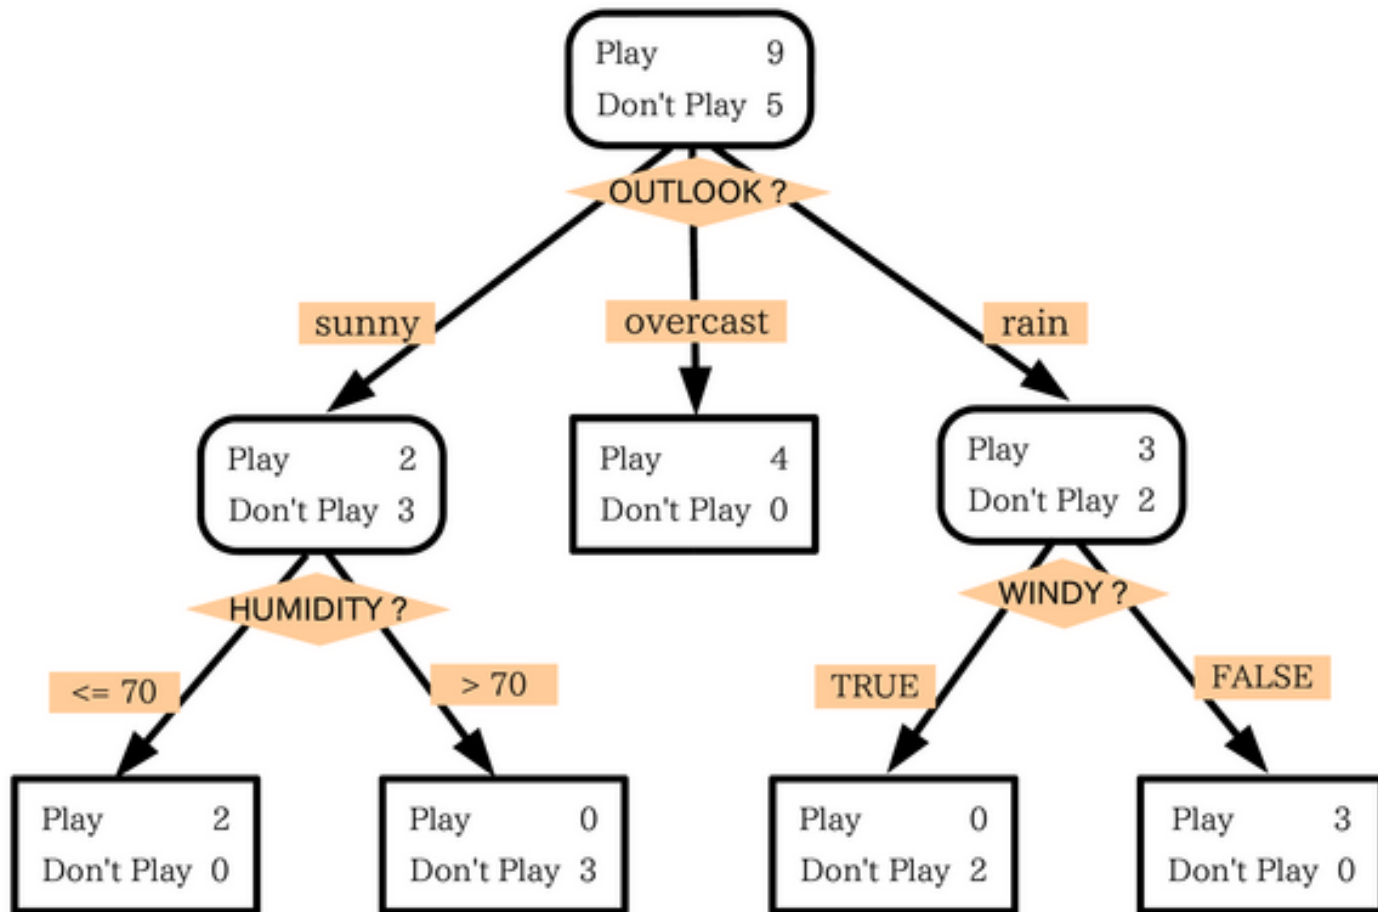 Play 9
Don't Play 5
OUTLOOK ?
sunny
overcast
rain
Play 2
Don't Play 3
Play 4
Don't Play 0
Play 3
Don't Play 2
HUMIDITY ?
WINDY ?
<= 70
> 70
TRUE
FALSE
Play 2
Don't Play 0
Play 0
Don't Play 3
Play 0
Don't Play 2
Play 3
Don't Play 0